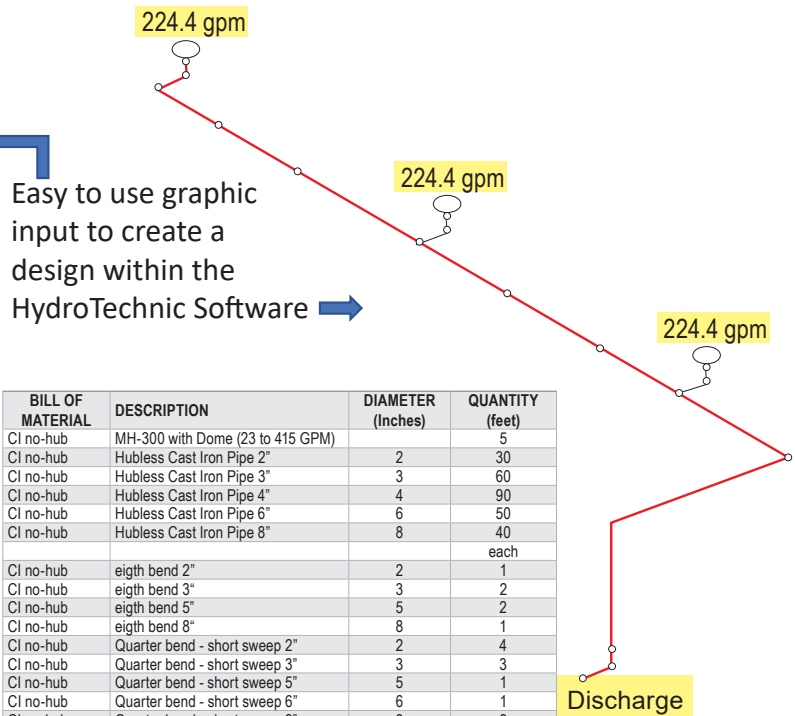 224.4 gpm
Easy to use graphic
input to create a
design within the
HydroTechnic Software
224.4 gpm
224.4 gpm
BILL OF MATERIAL DESCRIPTION DIAMETER (Inches) QUANTITY (feet)
CI no-hub MH-300 with Dome (23 to 415 GPM) 5
CI no-hub Hubless Cast Iron Pipe 2” 2 30
CI no-hub Hubless Cast Iron Pipe 3” 3 60
CI no-hub Hubless Cast Iron Pipe 4” 4 90
CI no-hub Hubless Cast Iron Pipe 6” 6 50
CI no-hub Hubless Cast Iron Pipe 8” 8 40
each
CI no-hub eigth bend 2” 2 1
CI no-hub eigth bend 3“ 3 2
CI no-hub eigth bend 5” 5 2
CI no-hub eigth bend 8“ 8 1
CI no-hub Quarter bend - short sweep 2” 2 4
CI no-hub Quarter bend - short sweep 3” 3 3
CI no-hub Quarter bend - short sweep 5” 5 1
CI no-hub Quarter bend - short sweep 6” 6 1
Discharge